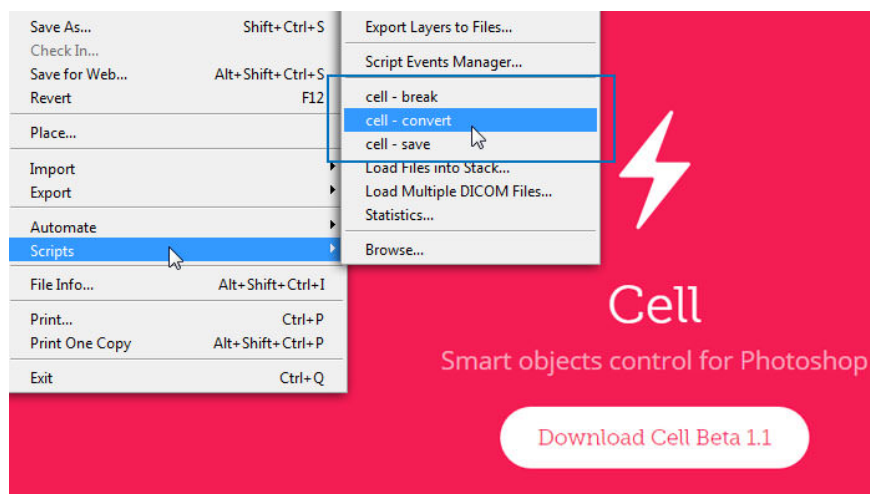 Save As... Shift+Ctrl+S
Check In...
Save for Web... Alt+Shift+Ctrl+S
Revert F12
Place...
Import
Export
Automate
Scripts
File Info... Alt+Shift+Ctrl+I
Print... Ctrl+P
Print One Copy Alt+Shift+Ctrl+P
Exit Ctrl+Q
Export Layers to Files...
Script Events Manager...
cell - break
cell - convert
cell - save
Load Files into Stack...
Load Multiple DICOM Files...
Statistics...
Browse...
Cell
Smart objects control for Photoshop
Download Cell Beta 1.1